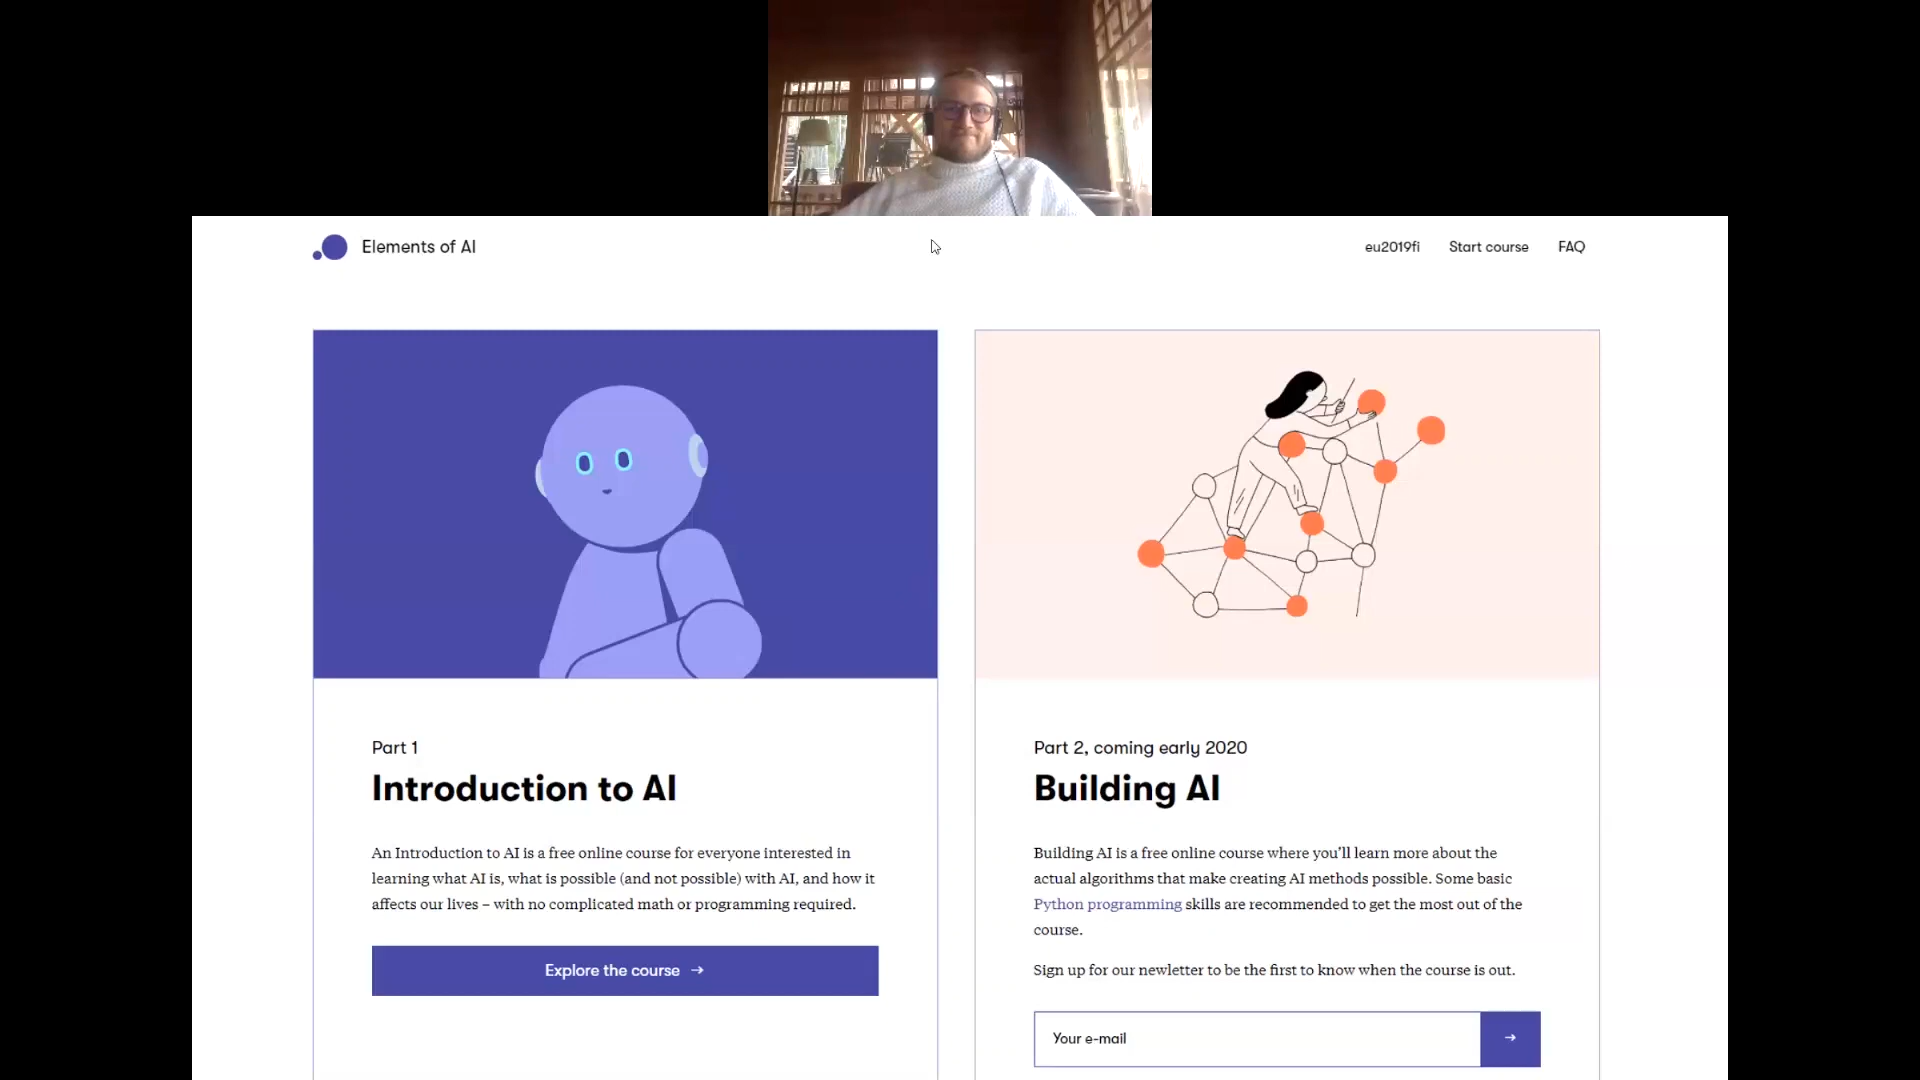 Elements of AI
eu2019fi Start course FAQ
Part 1
Introduction to AI
An Introduction to AI is a free online course for everyone interested in
learning what AI is, what is possible (and not possible) with AI, and how it
affects our lives – with no complicated math or programming required.
Explore the course →
Part 2, coming early 2020
Building AI
Building AI is a free online course where you'll learn more about the
actual algorithms that make creating AI methods possible. Some basic
Python programming skills are recommended to get the most out of the
course.
Sign up for our newletter to be the first to know when the course is out.
Your e-mail →